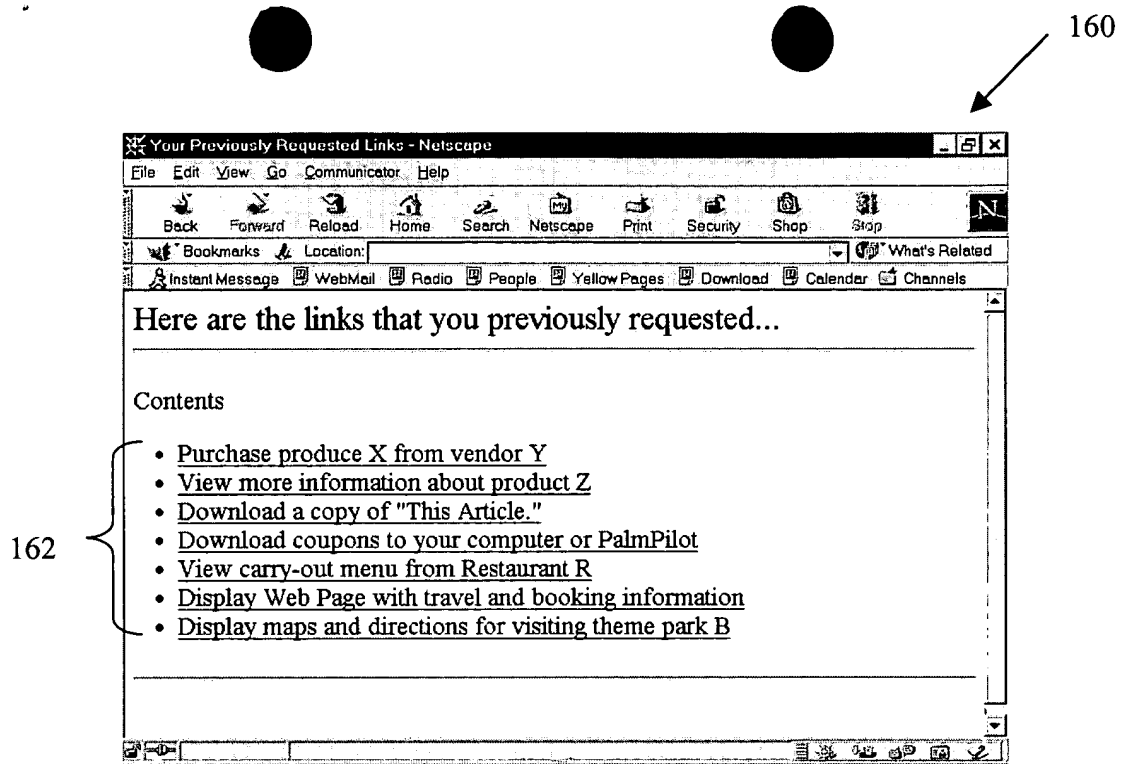 160
Your Previously Requested Links - Netscape
File Edit View Go Communicator Help
Back Forward Reload Home Search Netscape Print Security Shop Stop
Bookmarks Location: What's Related
Instant Message WebMail Radio People Yellow Pages Download Calendar Channels
Here are the links that you previously requested...
Contents
• Purchase produce X from vendor Y
• View more information about product Z
• Download a copy of "This Article."
• Download coupons to your computer or PalmPilot
162
• View carry-out menu from Restaurant R
• Display Web Page with travel and booking information
• Display maps and directions for visiting theme park B